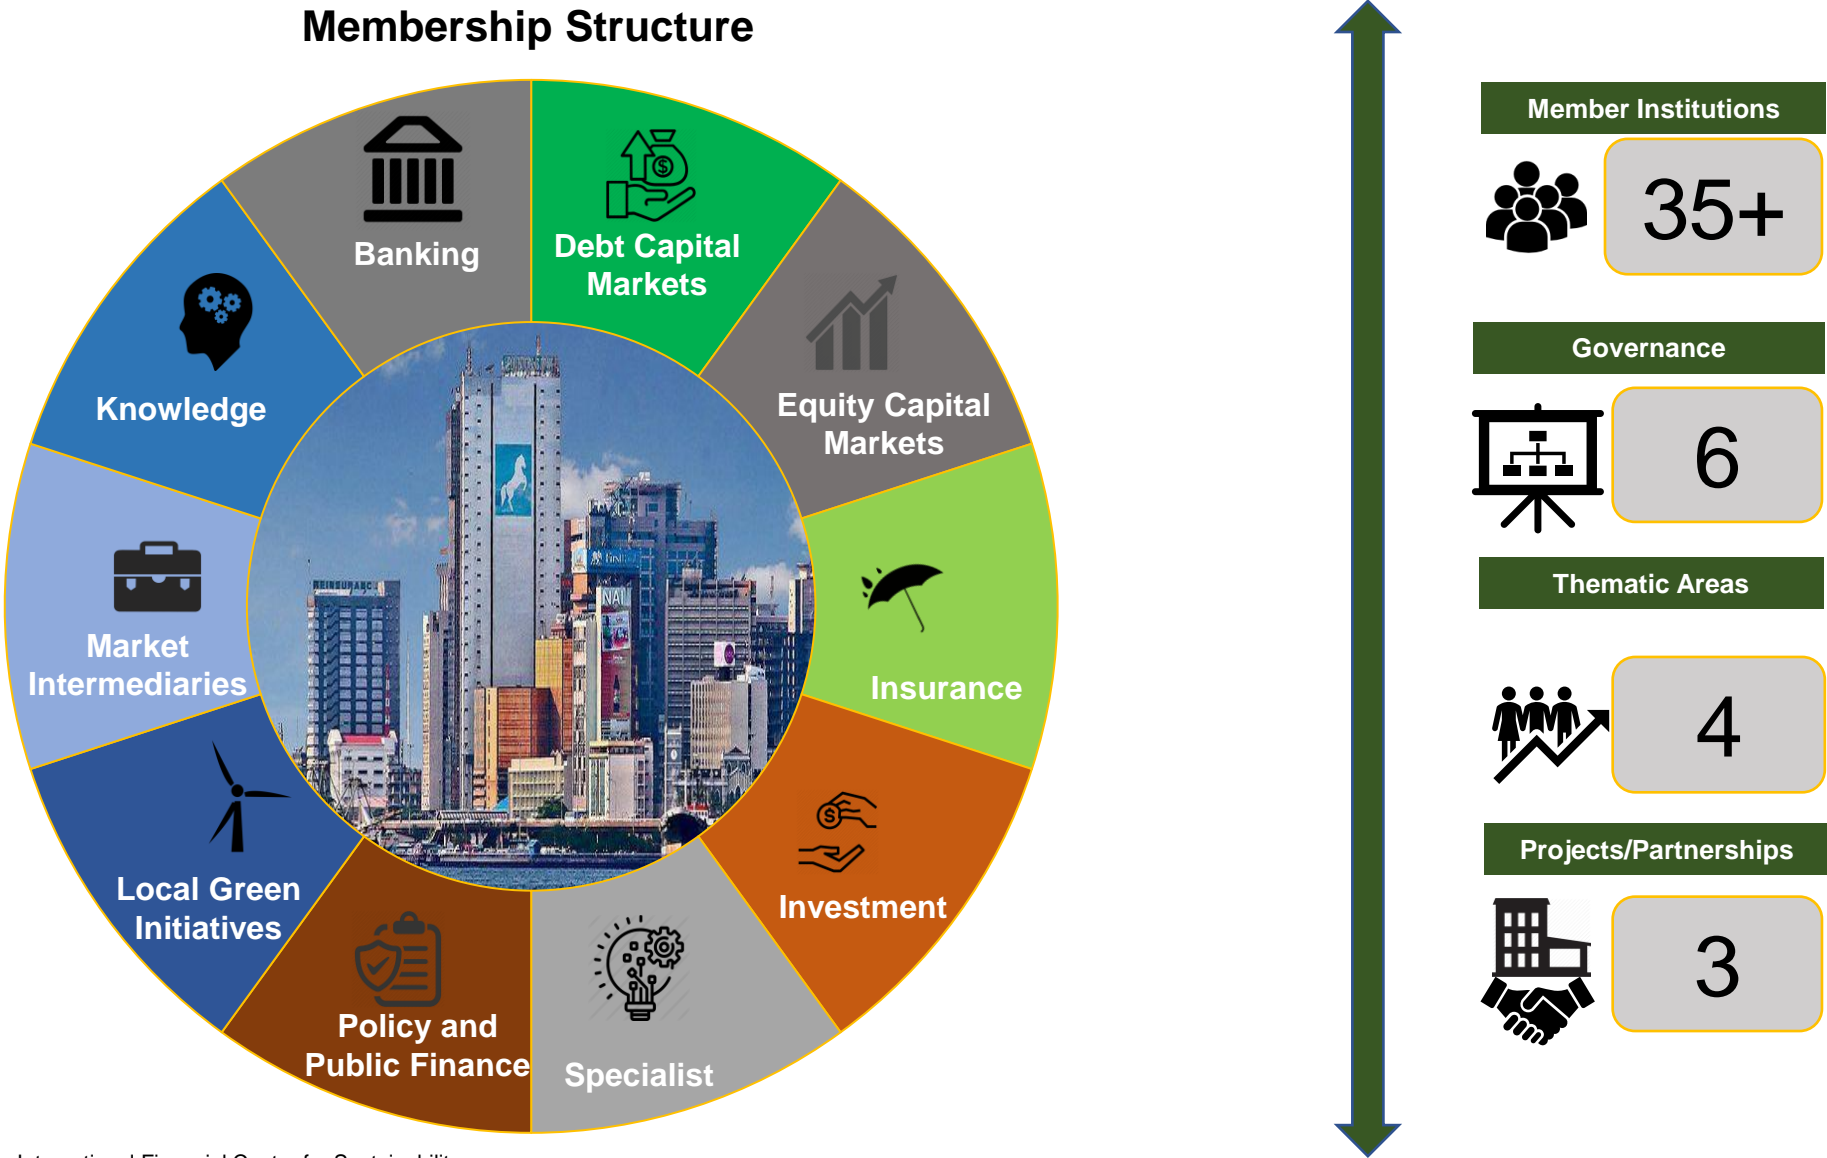 Membership Structure
Banking
Debt Capital
Markets
Equity Capital
Markets
Insurance
Investment
Specialist
Policy and
Public Finance
Local Green
Initiatives
Market
Intermediaries
Knowledge
NAL
Member Institutions
35+
Governance
6
Thematic Areas
4
Projects/Partnerships
3